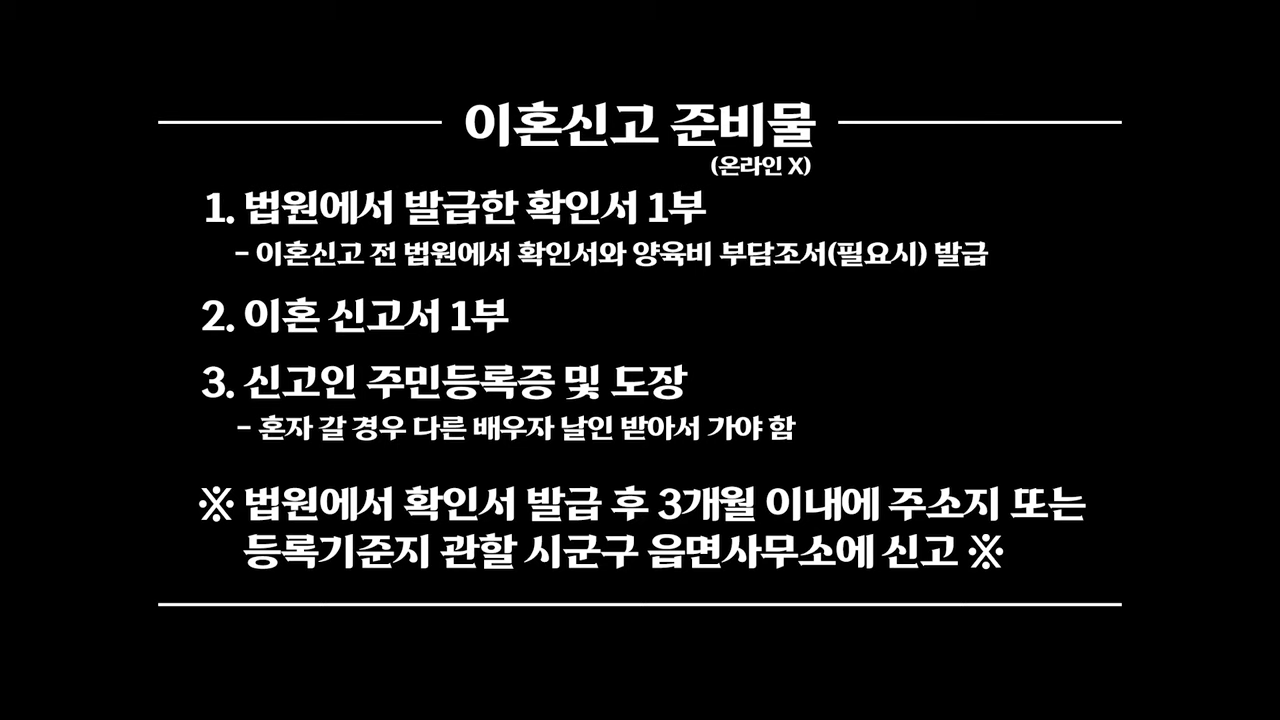 이혼신고 준비물
(온라인 X)
1. 법원에서 발급한 확인서 1부
- 이혼신고 전 법원에서 확인서와 양육비 부담조서(필요시) 발급
2. 이혼 신고서 1부
3. 신고인 주민등록증 및 도장
- 혼자 갈 경우 다른 배우자 날인 받아서 가야 함
※ 법원에서 확인서 발급 후 3개월 이내에 주소지 또는
등록기준지 관할 시군구 읍면사무소에 신고 ※